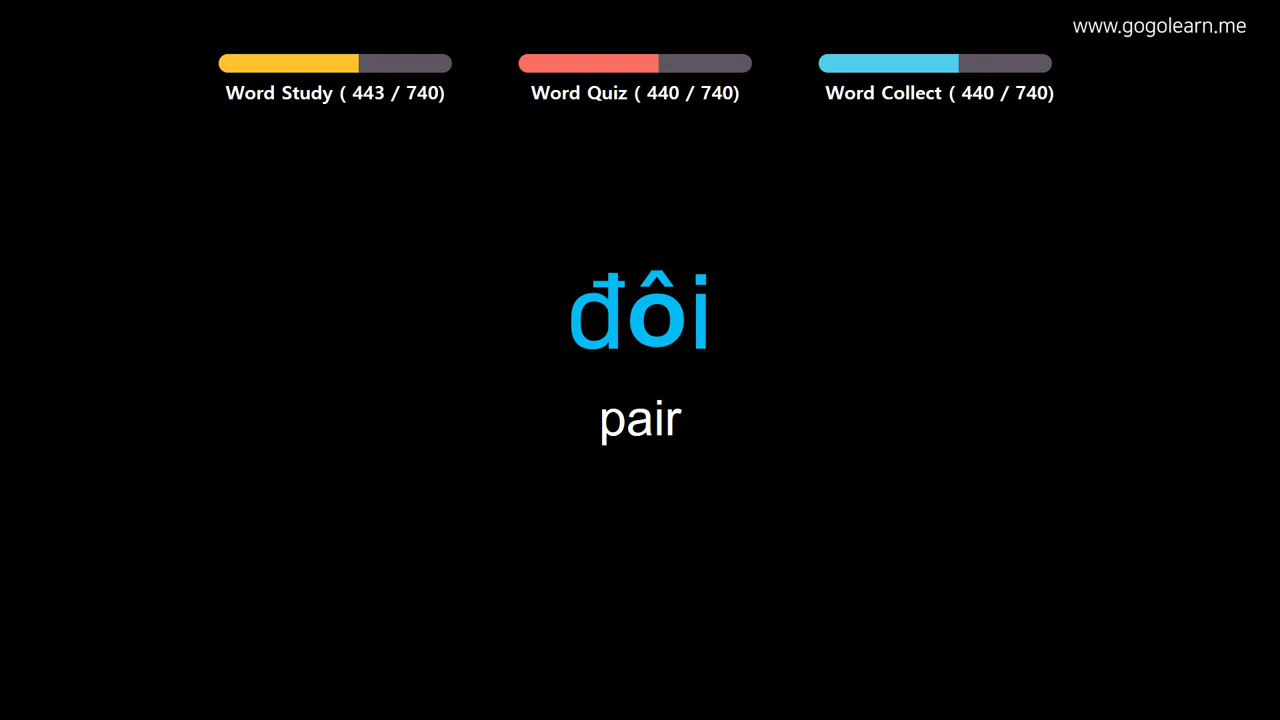 www.gogolearn.me
Word Study ( 443 / 740)
Word Quiz ( 440 / 740)
Word Collect ( 440 / 740)
đôi
pair